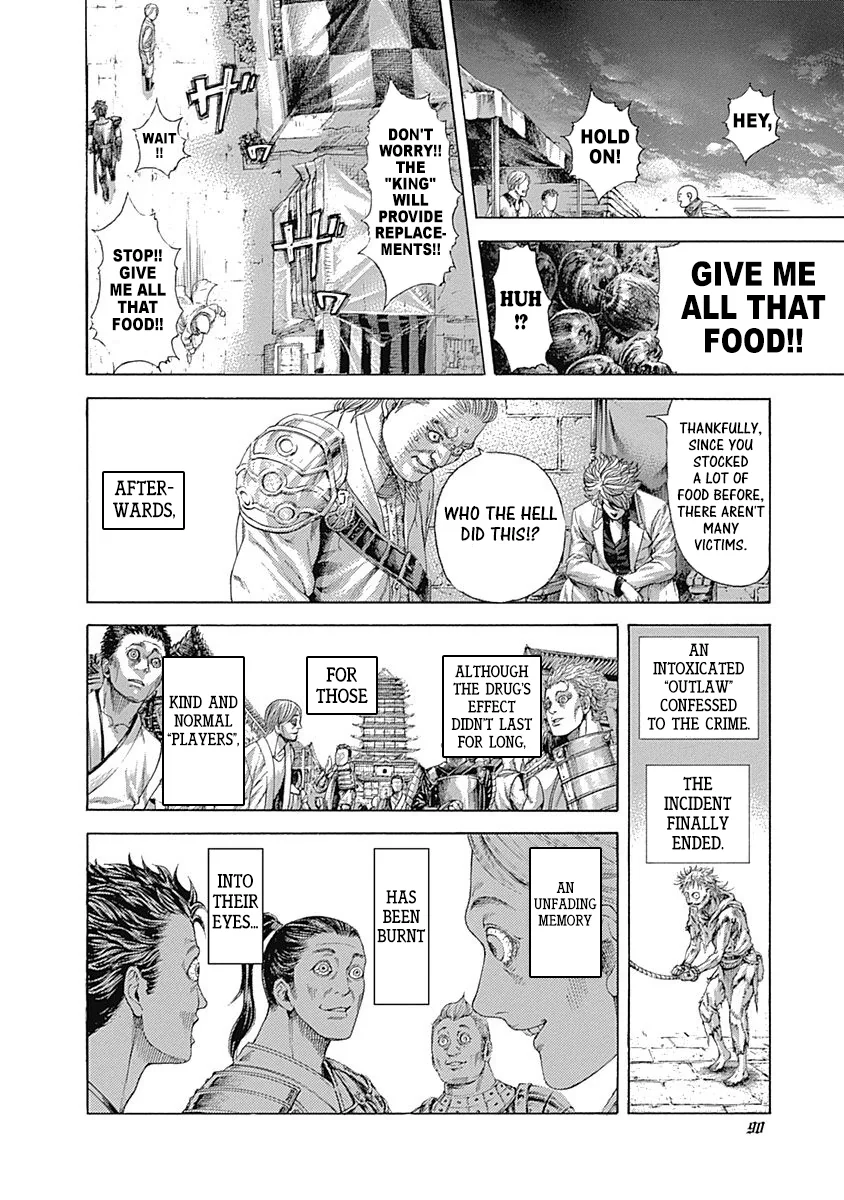 HEY,
HOLD
ON!
GIVE ME
ALL THAT
FOOD!!
HUH
!?
DON'T
WORRY!!
THE
"KING"
WILL
PROVIDE
REPLACE-
MENTS!!
ザッ
ザッ
WAIT
!!
STOP!!
GIVE
ME ALL
THAT
FOOD!!
THANKFULLY,
SINCE YOU
STOCKED
A LOT OF
FOOD BEFORE,
THERE AREN'T
MANY
VICTIMS.
WHO THE HELL
DID THIS!?
AFTER-
WARDS,
AN
INTOXICATED
“OUTLAW”
CONFESSED
TO THE CRIME.
THE
INCIDENT
FINALLY
ENDED.
ALTHOUGH
THE DRUG'S
EFFECT
DIDN'T LAST
FOR LONG,
FOR
THOSE
KIND AND
NORMAL
“PLAYERS”,
AN
UNFADING
MEMORY
HAS
BEEN
BURNT
INTO
THEIR
EYES...
90